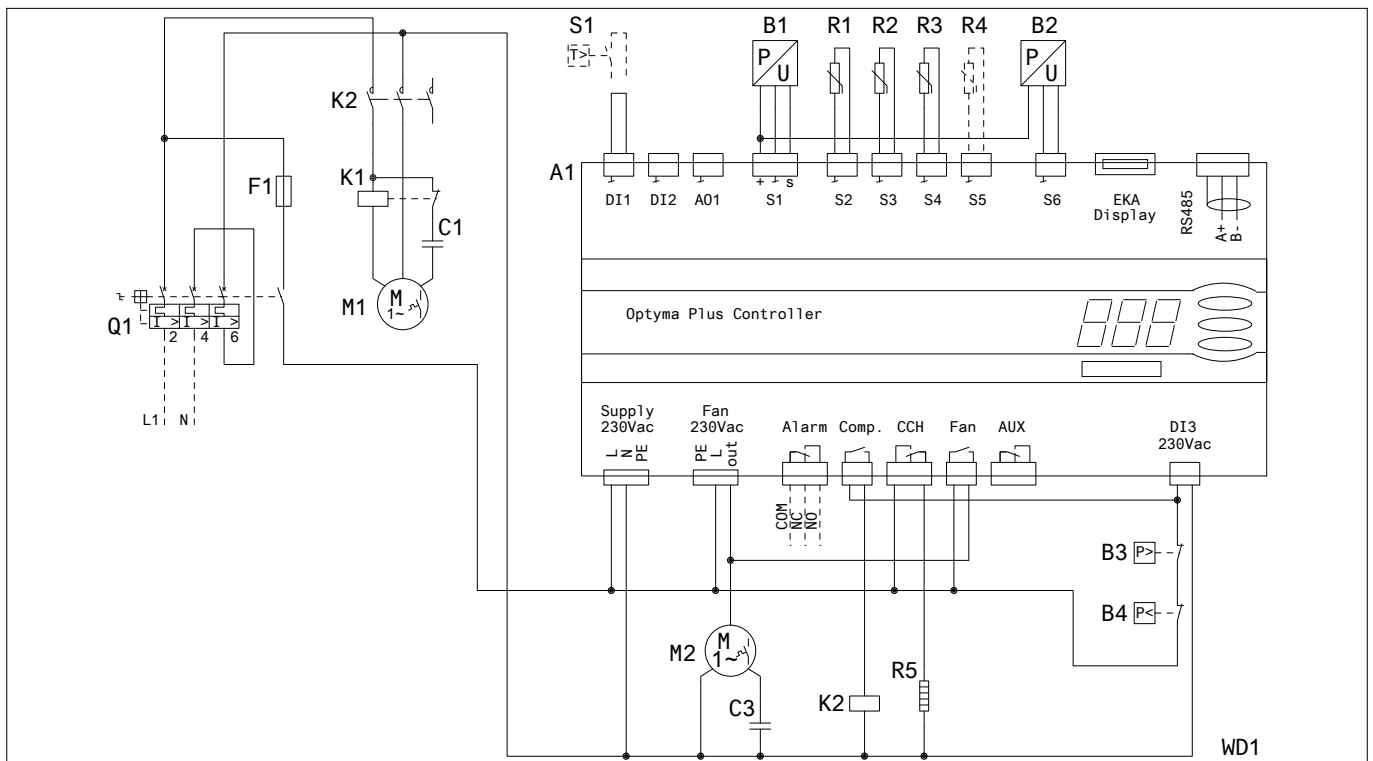 S1 B1 R1 R2 R3 R4 B2
T> P U P U
K2
A1
K1
F1
+ s
DI1 DI2 AO1 S1 S2 S3 S4 S5 S6 EKA Display RS485 A+ B-
C1
M1 M 1~
Optyma Plus Controller
Q1 I > I > I >
2 4 6
L1 N
Supply 230Vac
Fan 230Vac
Alarm Comp. CCH Fan AUX
DI3 230Vac
L N PE
PE L out
COM NC NO
B3 P>
B4 P<
M2 M 1~
R5
C3 K2
WD1